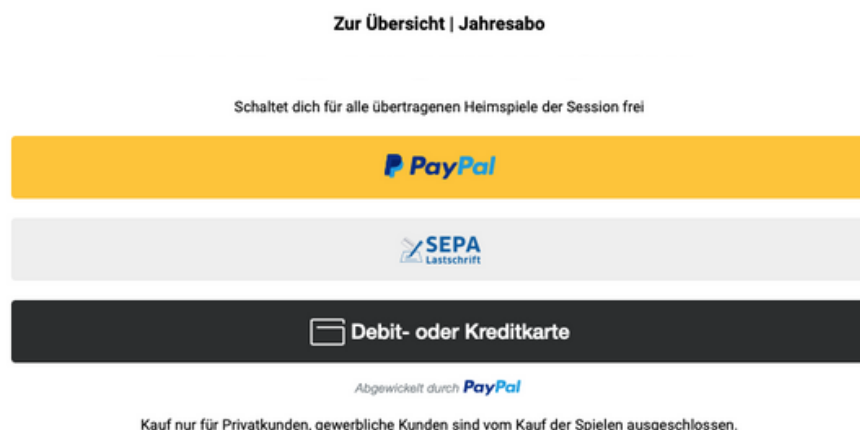 Zur Übersicht | Jahresabo
Schaltet dich für alle übertragenen Heimspiele der Session frei
PayPal
SEPA
Lastschrift
Debit- oder Kreditkarte
Abgewickelt durch PayPal
Kauf nur für Privatkunden, gewerbliche Kunden sind vom Kauf der Spielen ausgeschlossen.